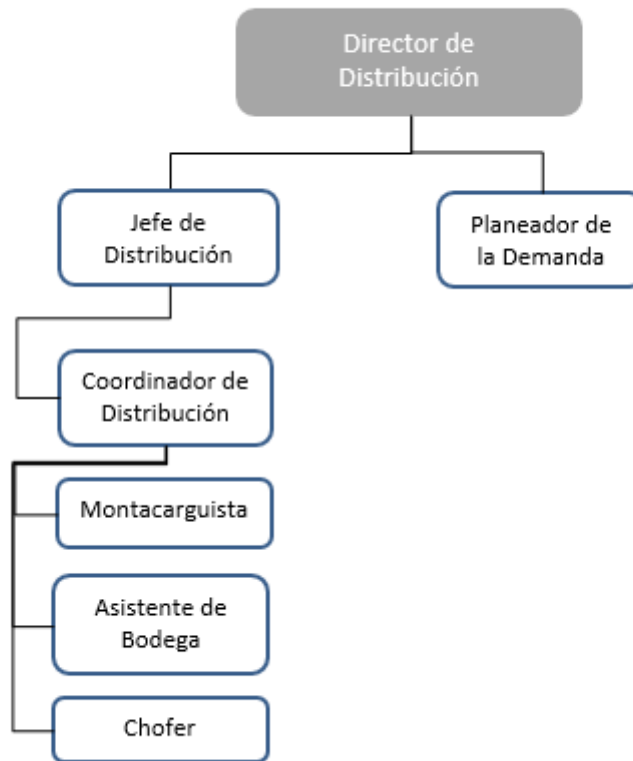 Director de
Distribución
Jefe de
Distribución
Planeador de
la Demanda
Coordinador de
Distribución
Montacarguista
Asistente de
Bodega
Chofer